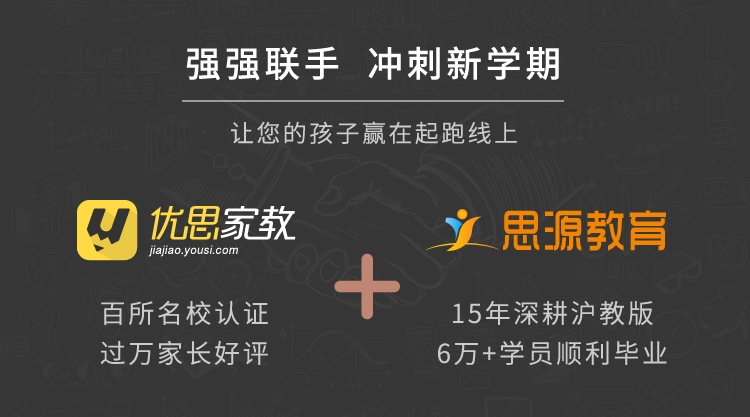 强强联手 冲刺新学期
让您的孩子赢在起跑线上
优思家教
jiajiao.yousi.com
思源教育
百所名校认证
过万家长好评
15年深耕沪教版
6万+学员顺利毕业